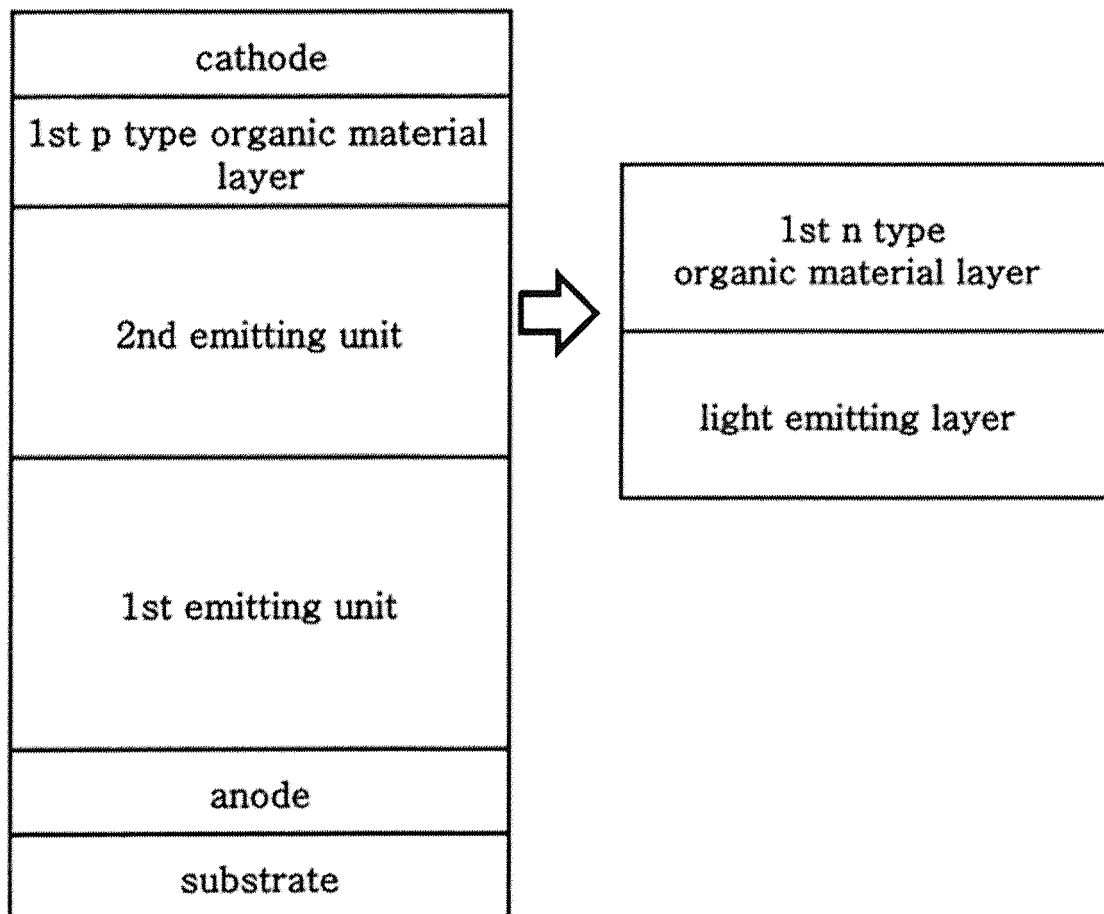 cathode
1st p type organic material
layer
2nd emitting unit
1st emitting unit
anode
substrate
1st n type
organic material layer
light emitting layer